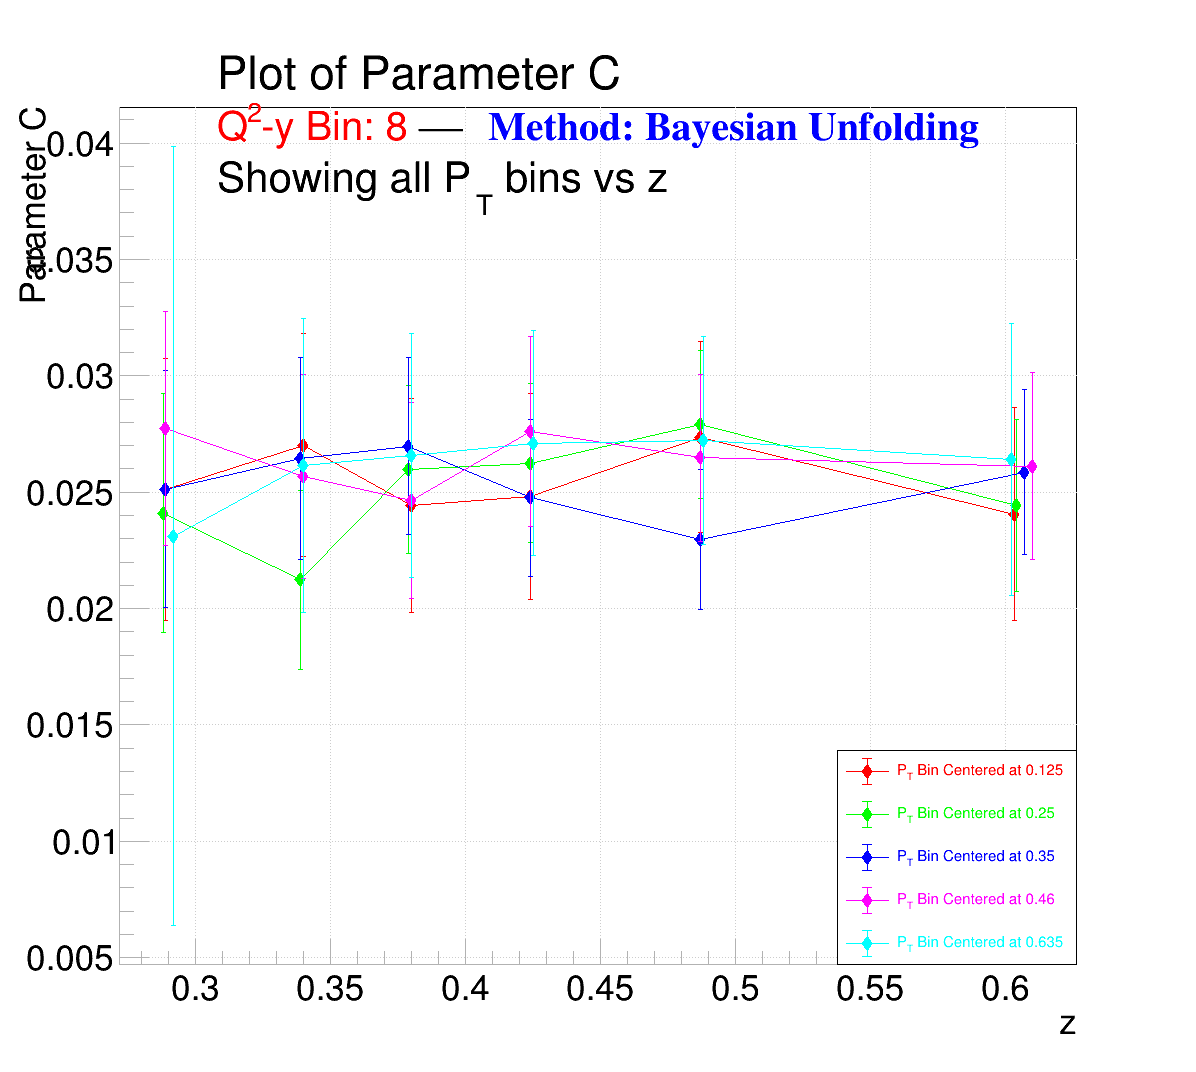 Plot of Parameter C
Q2-y Bin: 8 — Method: Bayesian Unfolding
Showing all PT bins vs z
Parameter C
0.04
0.035
0.03
0.025
0.02
0.015
0.01
0.005
PT Bin Centered at 0.125
PT Bin Centered at 0.25
PT Bin Centered at 0.35
PT Bin Centered at 0.46
PT Bin Centered at 0.635
0.3 0.35 0.4 0.45 0.5 0.55 0.6
z